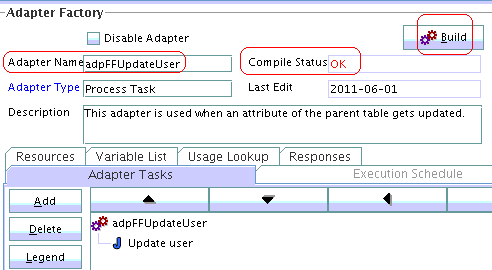 Adapter Factory
Disable Adapter
Build
Adapter Name adpFFUpdateUser Compile Status OK
Adapter Type Process Task Last Edit 2011-06-01
Description This adapter is used when an attribute of the parent table gets updated.
Resources Variable List Usage Lookup Responses
Adapter Tasks Execution Schedule
Add
adpFFUpdateUser
Delete
Update user
Legend